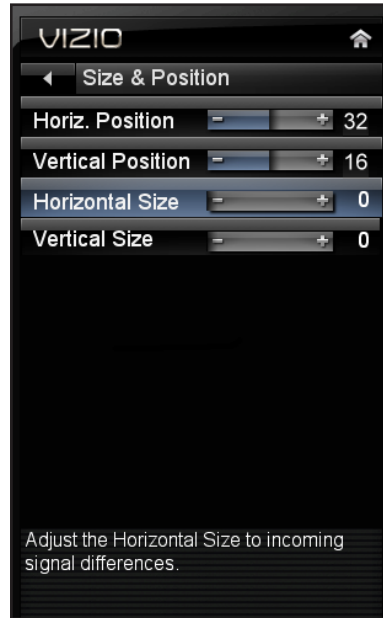 VIZIO
Size & Position
Horiz. Position - + 32
Vertical Position - + 16
Horizontal Size - + 0
Vertical Size - + 0
Adjust the Horizontal Size to incoming
signal differences.